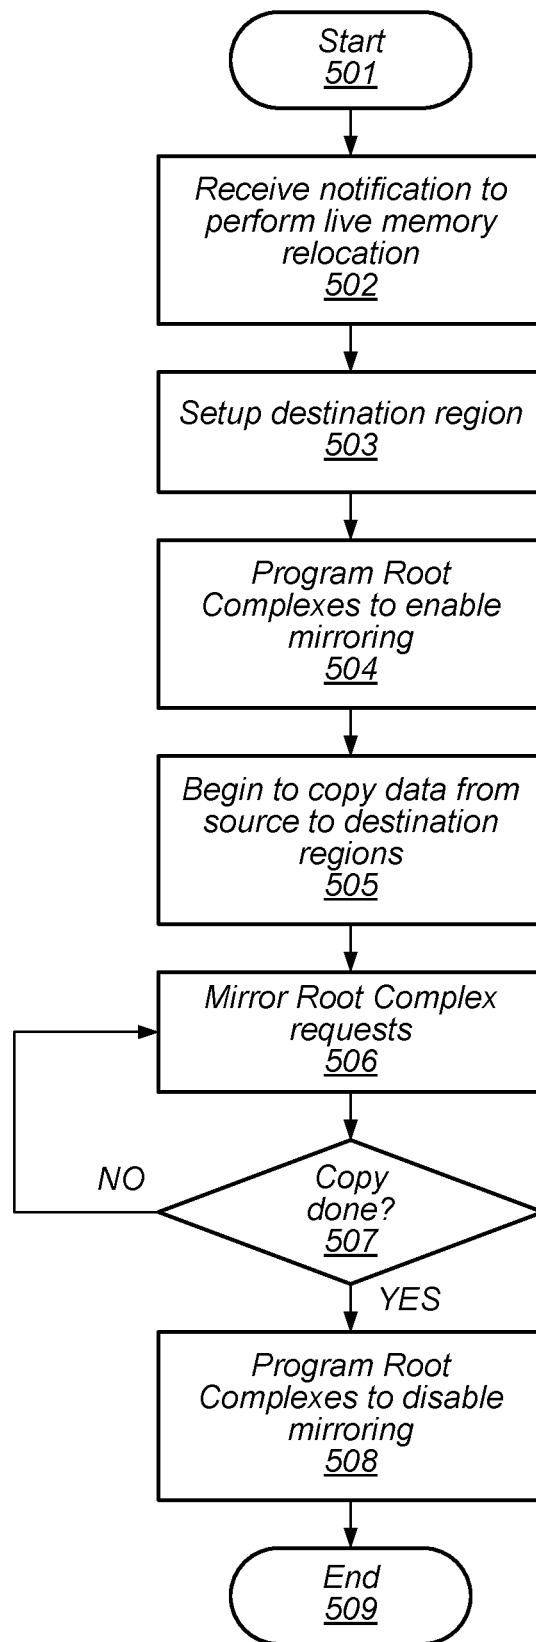 Start
501
Receive notification to
perform live memory
relocation
502
Setup destination region
503
Program Root
Complexes to enable
mirroring
504
Begin to copy data from
source to destination
regions
505
Mirror Root Complex
requests
506
NO
Copy
done?
507
YES
Program Root
Complexes to disable
mirroring
508
End
509